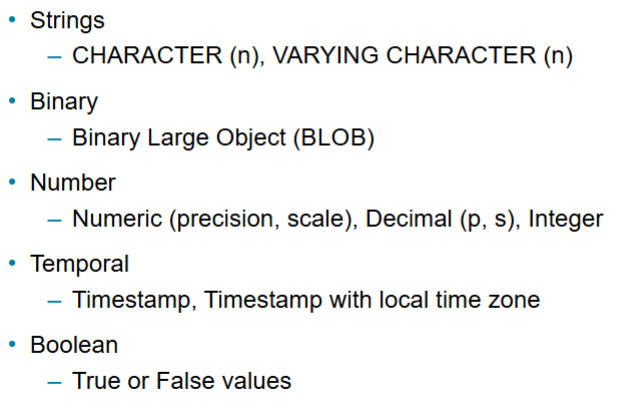 • Strings
– CHARACTER (n), VARYING CHARACTER (n)
• Binary
– Binary Large Object (BLOB)
• Number
– Numeric (precision, scale), Decimal (p, s), Integer
• Temporal
– Timestamp, Timestamp with local time zone
• Boolean
– True or False values